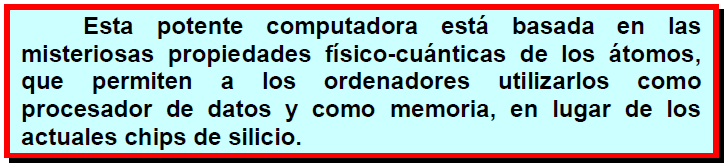 Esta potente computadora está basada en las
misteriosas propiedades físico-cuánticas de los átomos,
que permiten a los ordenadores utilizarlos como
procesador de datos y como memoria, en lugar de los
actuales chips de silicio.